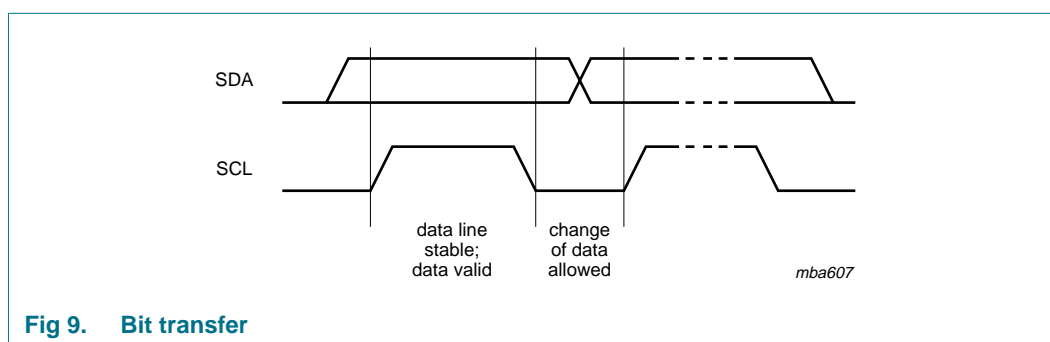 SDA
SCL
data line
stable;
data valid
change
of data
allowed
mba607
Fig 9. Bit transfer